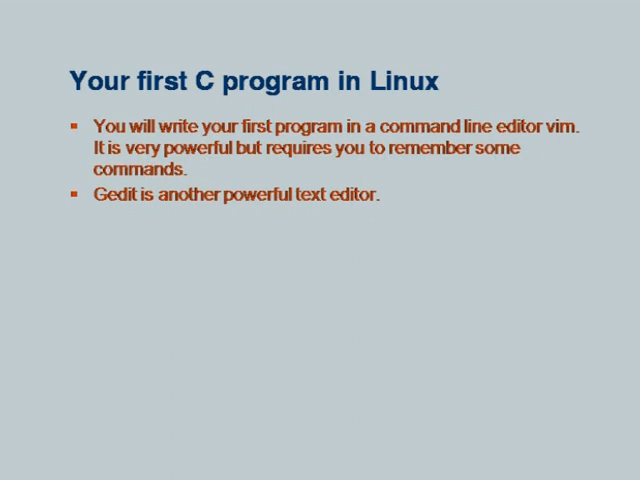 Your first C program in Linux
You will write your first program in a command line editor vim.
It is very powerful but requires you to remember some
commands.
Gedit is another powerful text editor.